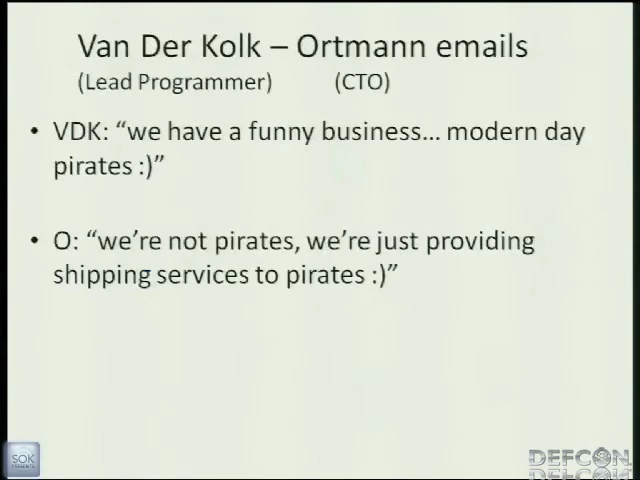 Van Der Kolk – Ortmann emails
(Lead Programmer) (CTO)
• VDK: “we have a funny business… modern day
pirates :)”
• O: “we’re not pirates, we’re just providing
shipping services to pirates :)”
SOK
DEFCON